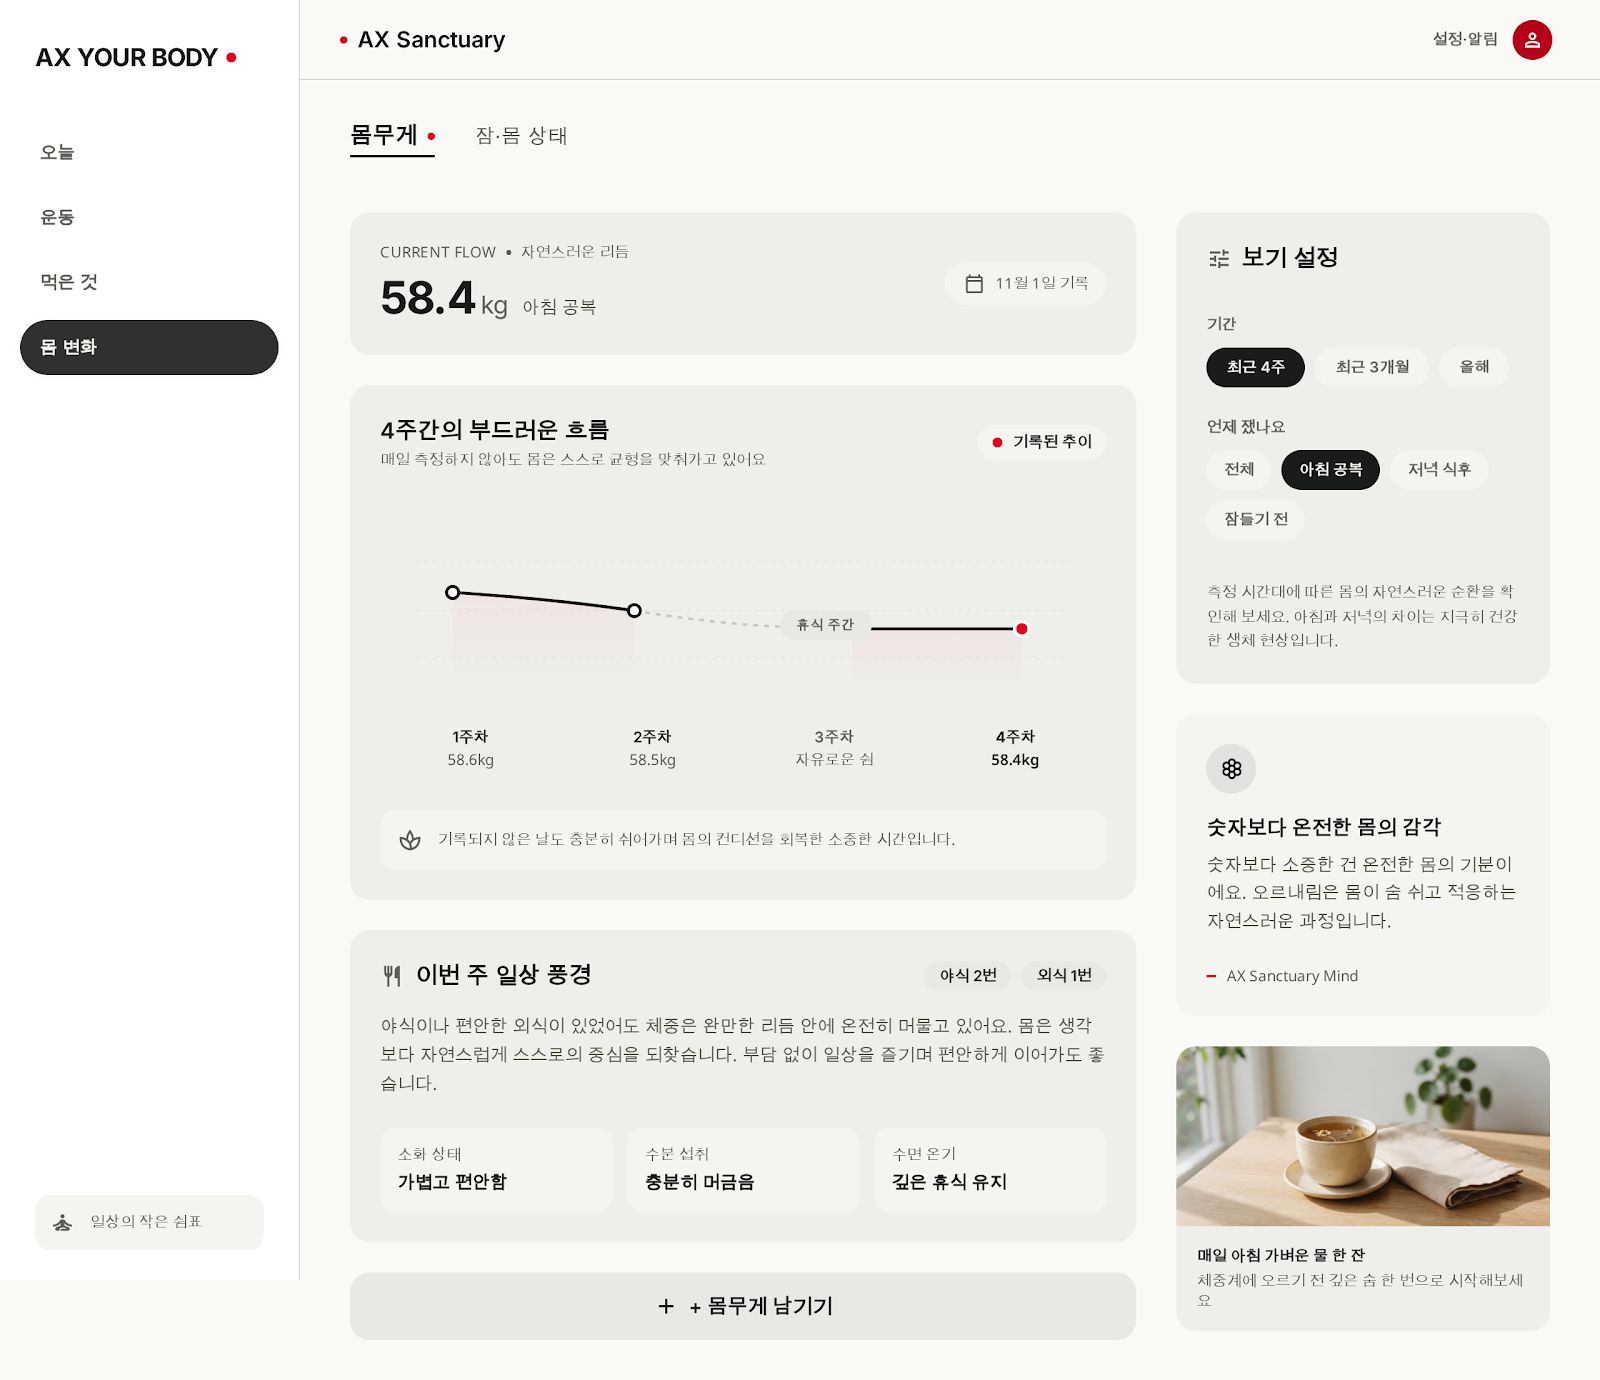 AX YOUR BODY
오늘
운동
먹은 것
몸 변화
일상의 작은 쉼표
AX Sanctuary
설정·알림
몸무게
잠·몸 상태
CURRENT FLOW • 자연스러운 리듬
58.4 kg 아침 공복
11월 1일 기록
4주간의 부드러운 흐름
매일 측정하지 않아도 몸은 스스로 균형을 맞춰가고 있어요
기록된 추이
휴식 주간
1주차
58.6kg
2주차
58.5kg
3주차
자유로운 쉼
4주차
58.4kg
기록되지 않은 날도 충분히 쉬어가며 몸의 컨디션을 회복한 소중한 시간입니다.
이번 주 일상 풍경
야식 2번
외식 1번
야식이나 편안한 외식이 있었어도 체중은 완만한 리듬 안에 온전히 머물고 있어요. 몸은 생각
보다 자연스럽게 스스로의 중심을 되찾습니다. 부담 없이 일상을 즐기며 편안하게 이어가도 좋
습니다.
소화 상태
가볍고 편안함
수분 섭취
충분히 머금음
수면 온기
깊은 휴식 유지
+ 몸무게 남기기
보기 설정
기간
최근 4주
최근 3개월
올해
언제 쟀나요
전체
아침 공복
저녁 식후
잠들기 전
측정 시간대에 따른 몸의 자연스러운 순환을 확
인해 보세요. 아침과 저녁의 차이는 지극히 건강
한 생체 현상입니다.
숫자보다 온전한 몸의 감각
숫자보다 소중한 건 온전한 몸의 기분이
에요. 오르내림은 몸이 숨 쉬고 적응하는
자연스러운 과정입니다.
AX Sanctuary Mind
매일 아침 가벼운 물 한 잔
체중계에 오르기 전 깊은 숨 한 번으로 시작해보세
요